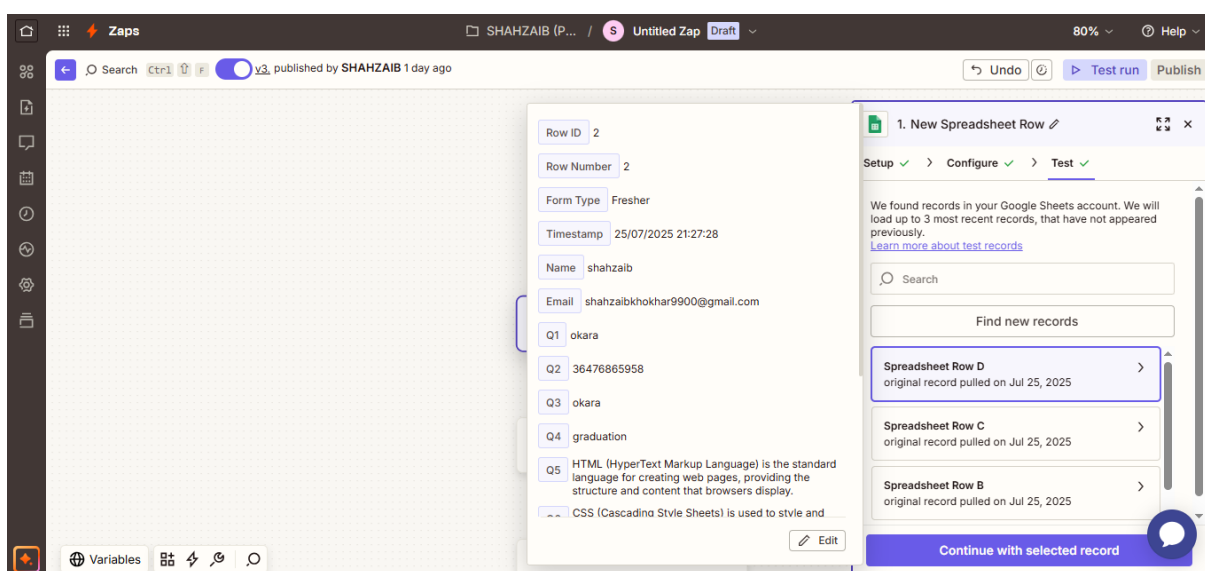 Zaps
SHAHZAIB (P... / S Untitled Zap Draft
80% Help
Search Ctrl ⇧ F v3. published by SHAHZAIB 1 day ago
Undo Test run Publish
Row ID 2
Row Number 2
Form Type Fresher
Timestamp 25/07/2025 21:27:28
Name shahzaib
Email shahzaibkhokhar9900@gmail.com
Q1 okara
Q2 36476865958
Q3 okara
Q4 graduation
Q5 HTML (HyperText Markup Language) is the standard
language for creating web pages, providing the
structure and content that browsers display.
CSS (Cascading Style Sheets) is used to style and
Edit
1. New Spreadsheet Row
Setup > Configure > Test
We found records in your Google Sheets account. We will
load up to 3 most recent records, that have not appeared
previously.
Learn more about test records
Search
Find new records
Spreadsheet Row D
original record pulled on Jul 25, 2025
Spreadsheet Row C
original record pulled on Jul 25, 2025
Spreadsheet Row B
original record pulled on Jul 25, 2025
Continue with selected record
Variables